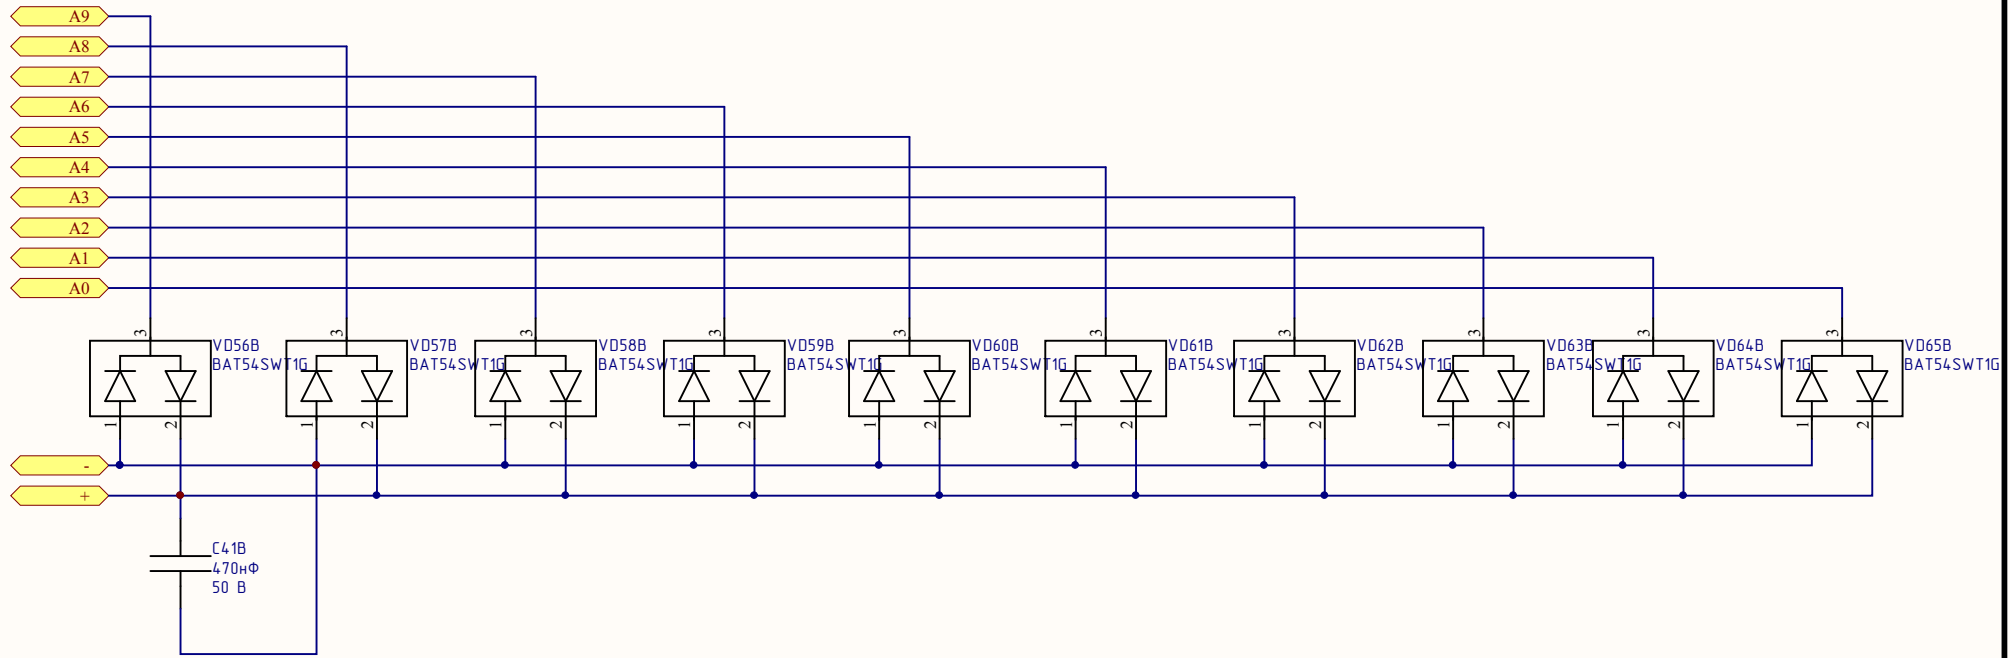 A9
A8
A7
A6
A5
A4
A3
A2
A1
A0
3 3 3 3 3 3 3 3 3 3
VD56B VD57B VD58B VD59B VD60B VD61B VD62B VD63B VD64B VD65B
BAT54SWT1G BAT54SWT1G BAT54SWT1G BAT54SWT1G BAT54SWT1G BAT54SWT1G BAT54SWT1G BAT54SWT1G BAT54SWT1G BAT54SWT1G
1 2 1 2 1 2 1 2 1 2 1 2 1 2 1 2 1 2 1 2
-
+
C41B
470нФ
50 В